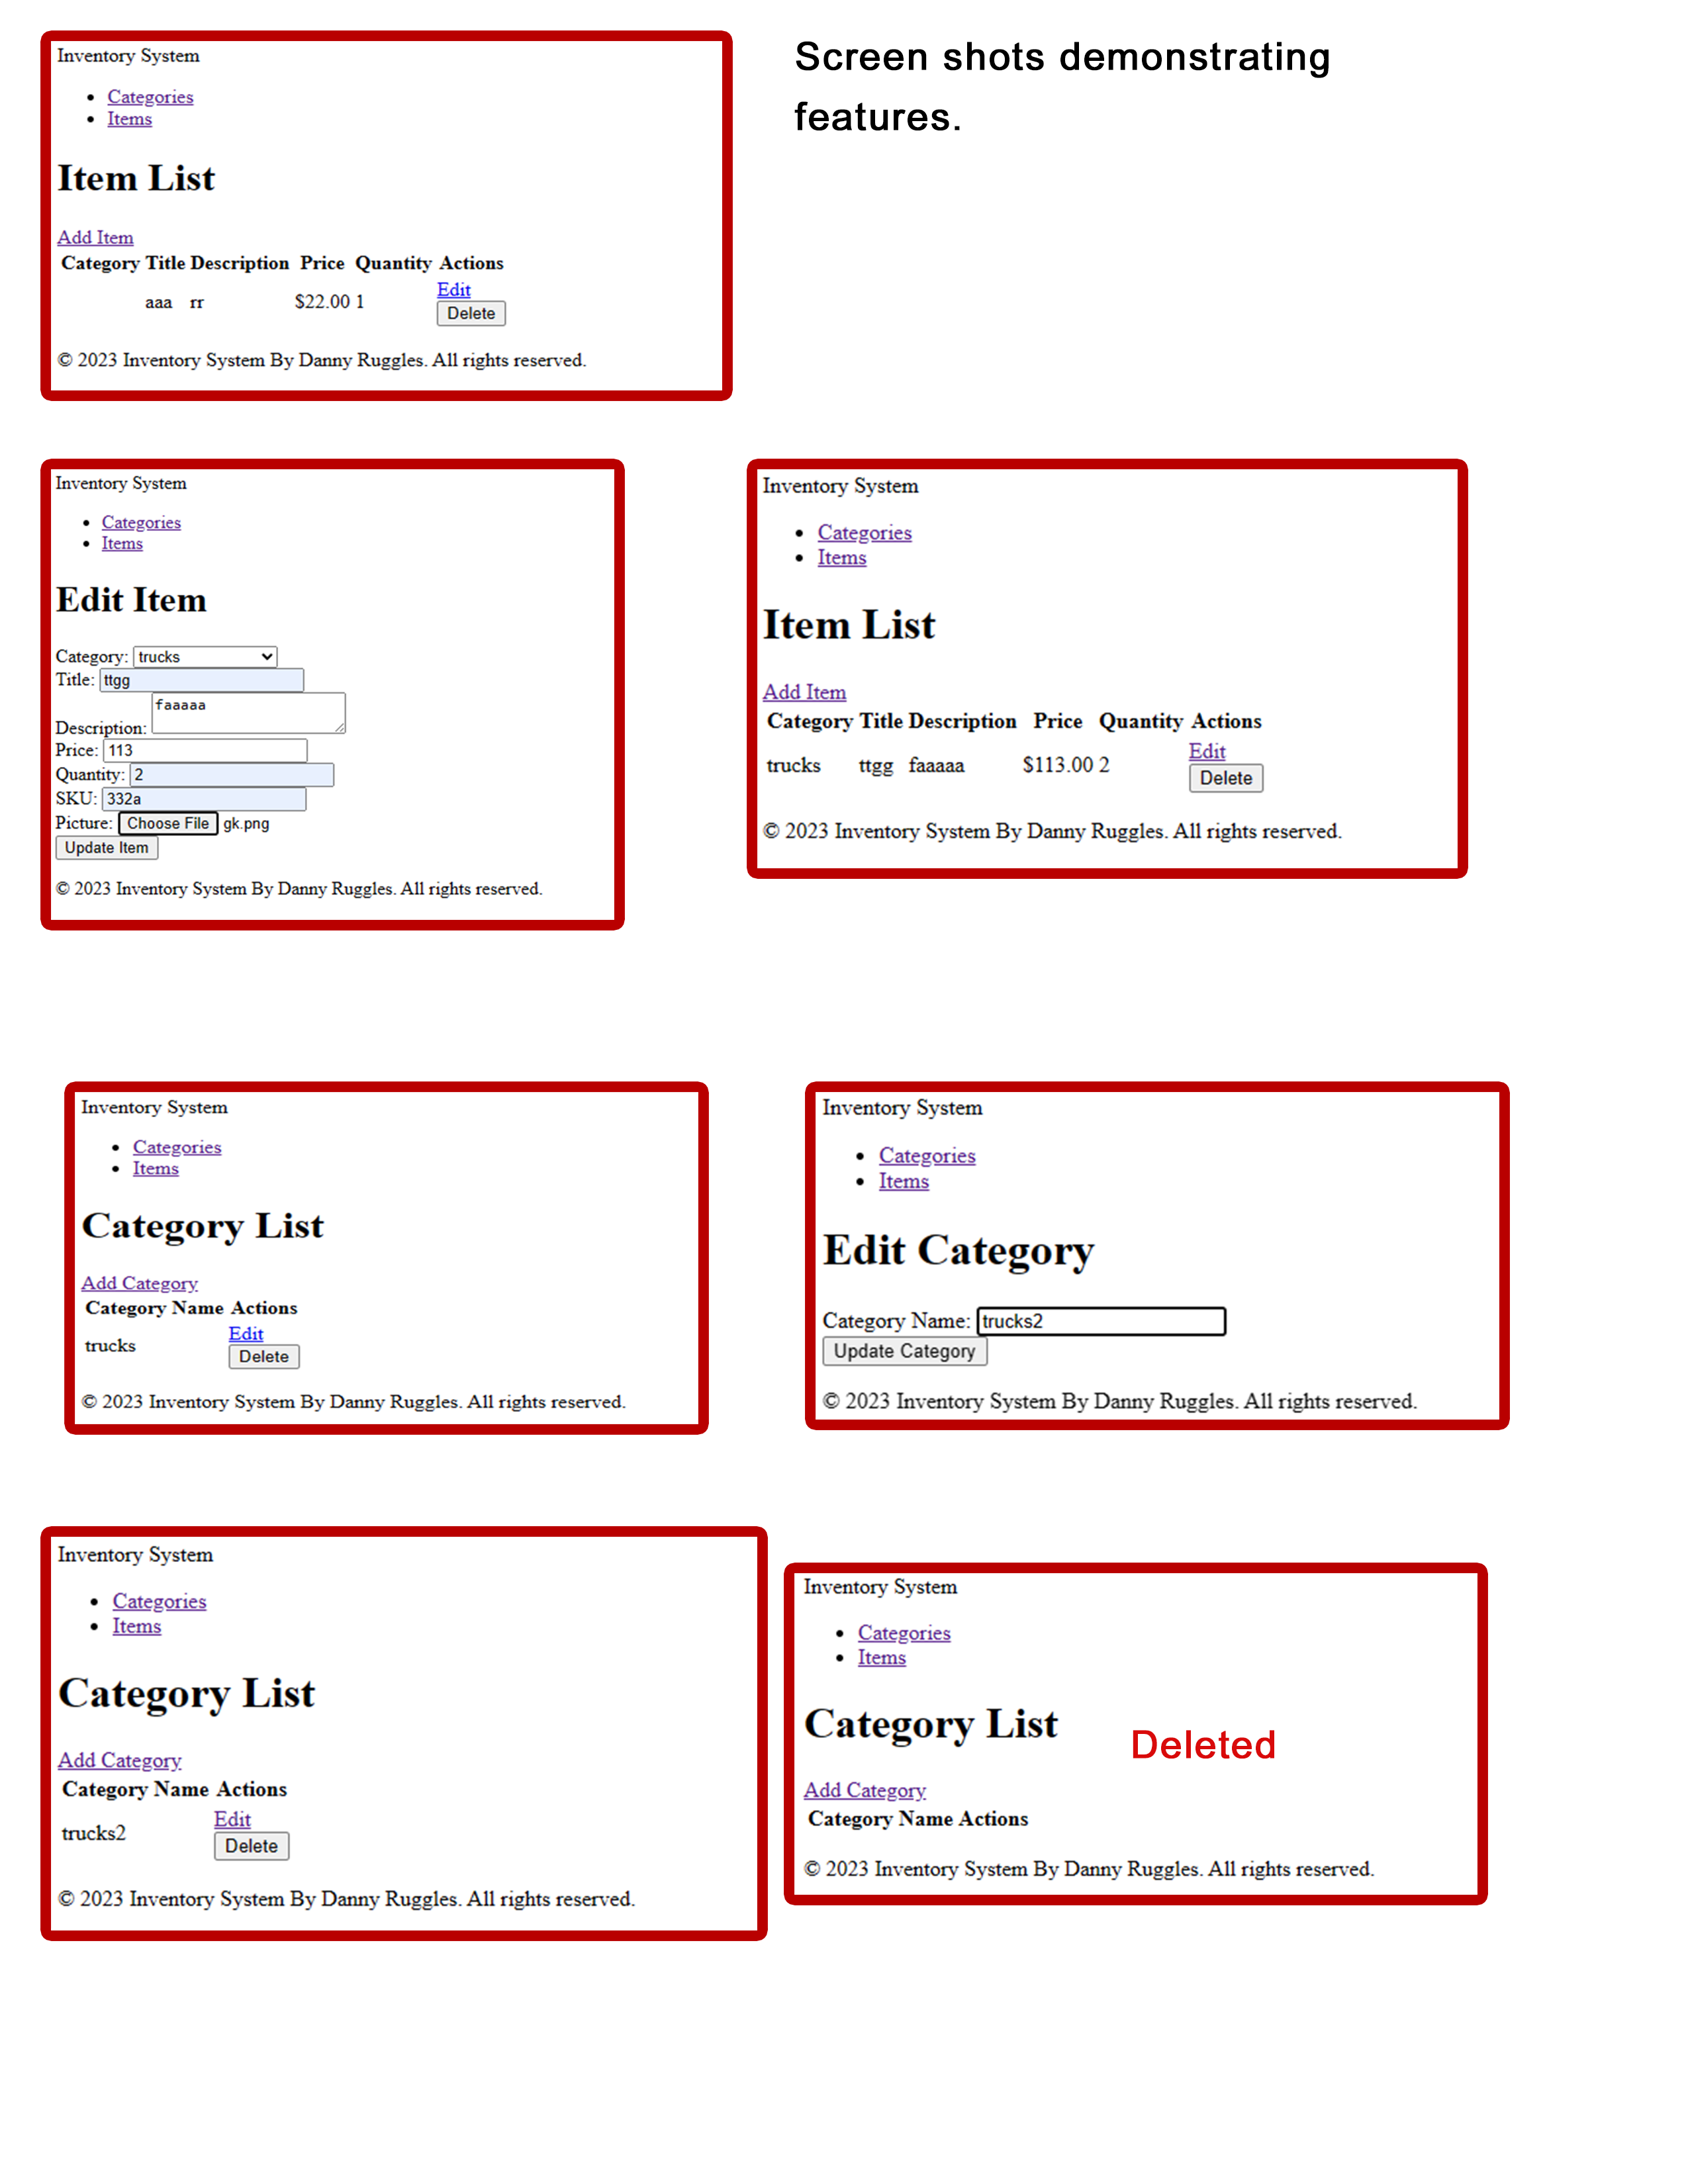 Screen shots demonstrating
features.
Inventory System
Categories
Items
Item List
Add Item
Category Title Description Price Quantity Actions
aaa rr $22.00 1 Edit
Delete
© 2023 Inventory System By Danny Ruggles. All rights reserved.
Inventory System
Categories
Items
Edit Item
Category: trucks
Title: ttgg
Description: faaaaa
Price: 113
Quantity: 2
SKU: 332a
Picture: Choose File gk.png
Update Item
© 2023 Inventory System By Danny Ruggles. All rights reserved.
Inventory System
Categories
Items
Item List
Add Item
Category Title Description Price Quantity Actions
trucks ttgg faaaaa $113.00 2 Edit
Delete
© 2023 Inventory System By Danny Ruggles. All rights reserved.
Inventory System
Categories
Items
Category List
Add Category
Category Name Actions
trucks Edit
Delete
© 2023 Inventory System By Danny Ruggles. All rights reserved.
Inventory System
Categories
Items
Edit Category
Category Name: trucks2
Update Category
© 2023 Inventory System By Danny Ruggles. All rights reserved.
Inventory System
Categories
Items
Category List
Add Category
Category Name Actions
trucks2 Edit
Delete
© 2023 Inventory System By Danny Ruggles. All rights reserved.
Inventory System
Categories
Items
Category List
Deleted
Add Category
Category Name Actions
© 2023 Inventory System By Danny Ruggles. All rights reserved.